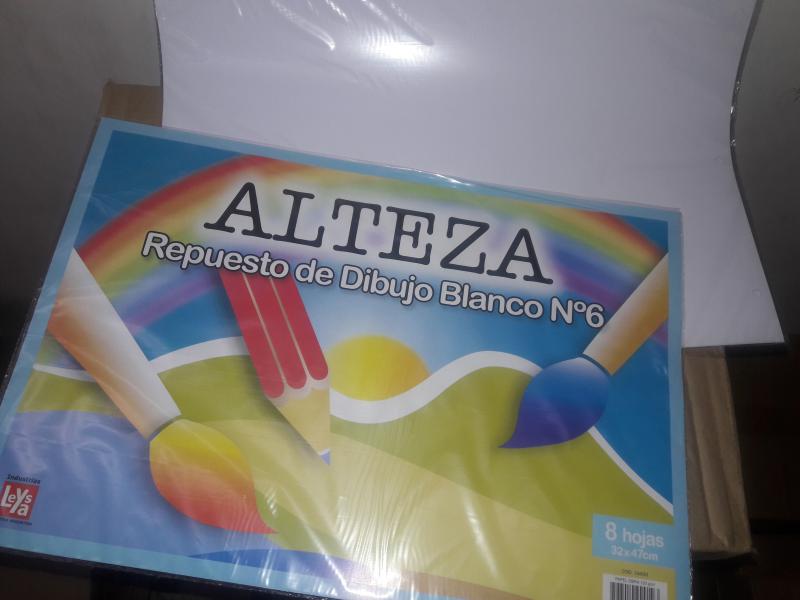 ALTEZA
Repuesto de Dibujo Blanco Nº6
Industrias
Leysa
8 hojas
32x47cm